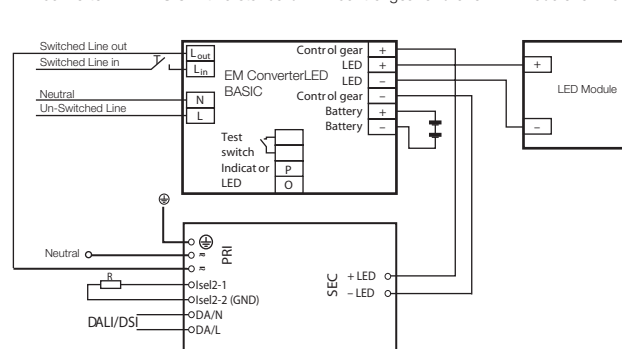 Switched Line out
Switched Line in
Neutral
Un-Switched Line
Lout
Lin
N
L
EM ConverterLED
BASIC
Test
switch
Indicator
LED
P
O
Control gear +
LED +
LED –
Control gear –
Battery +
Battery –
+
–
LED Module
Neutral
R
DALI/DSI
PRI
≈
≈
Isel2-1
Isel2-2 (GND)
DA/N
DA/L
SEC
+ LED
– LED